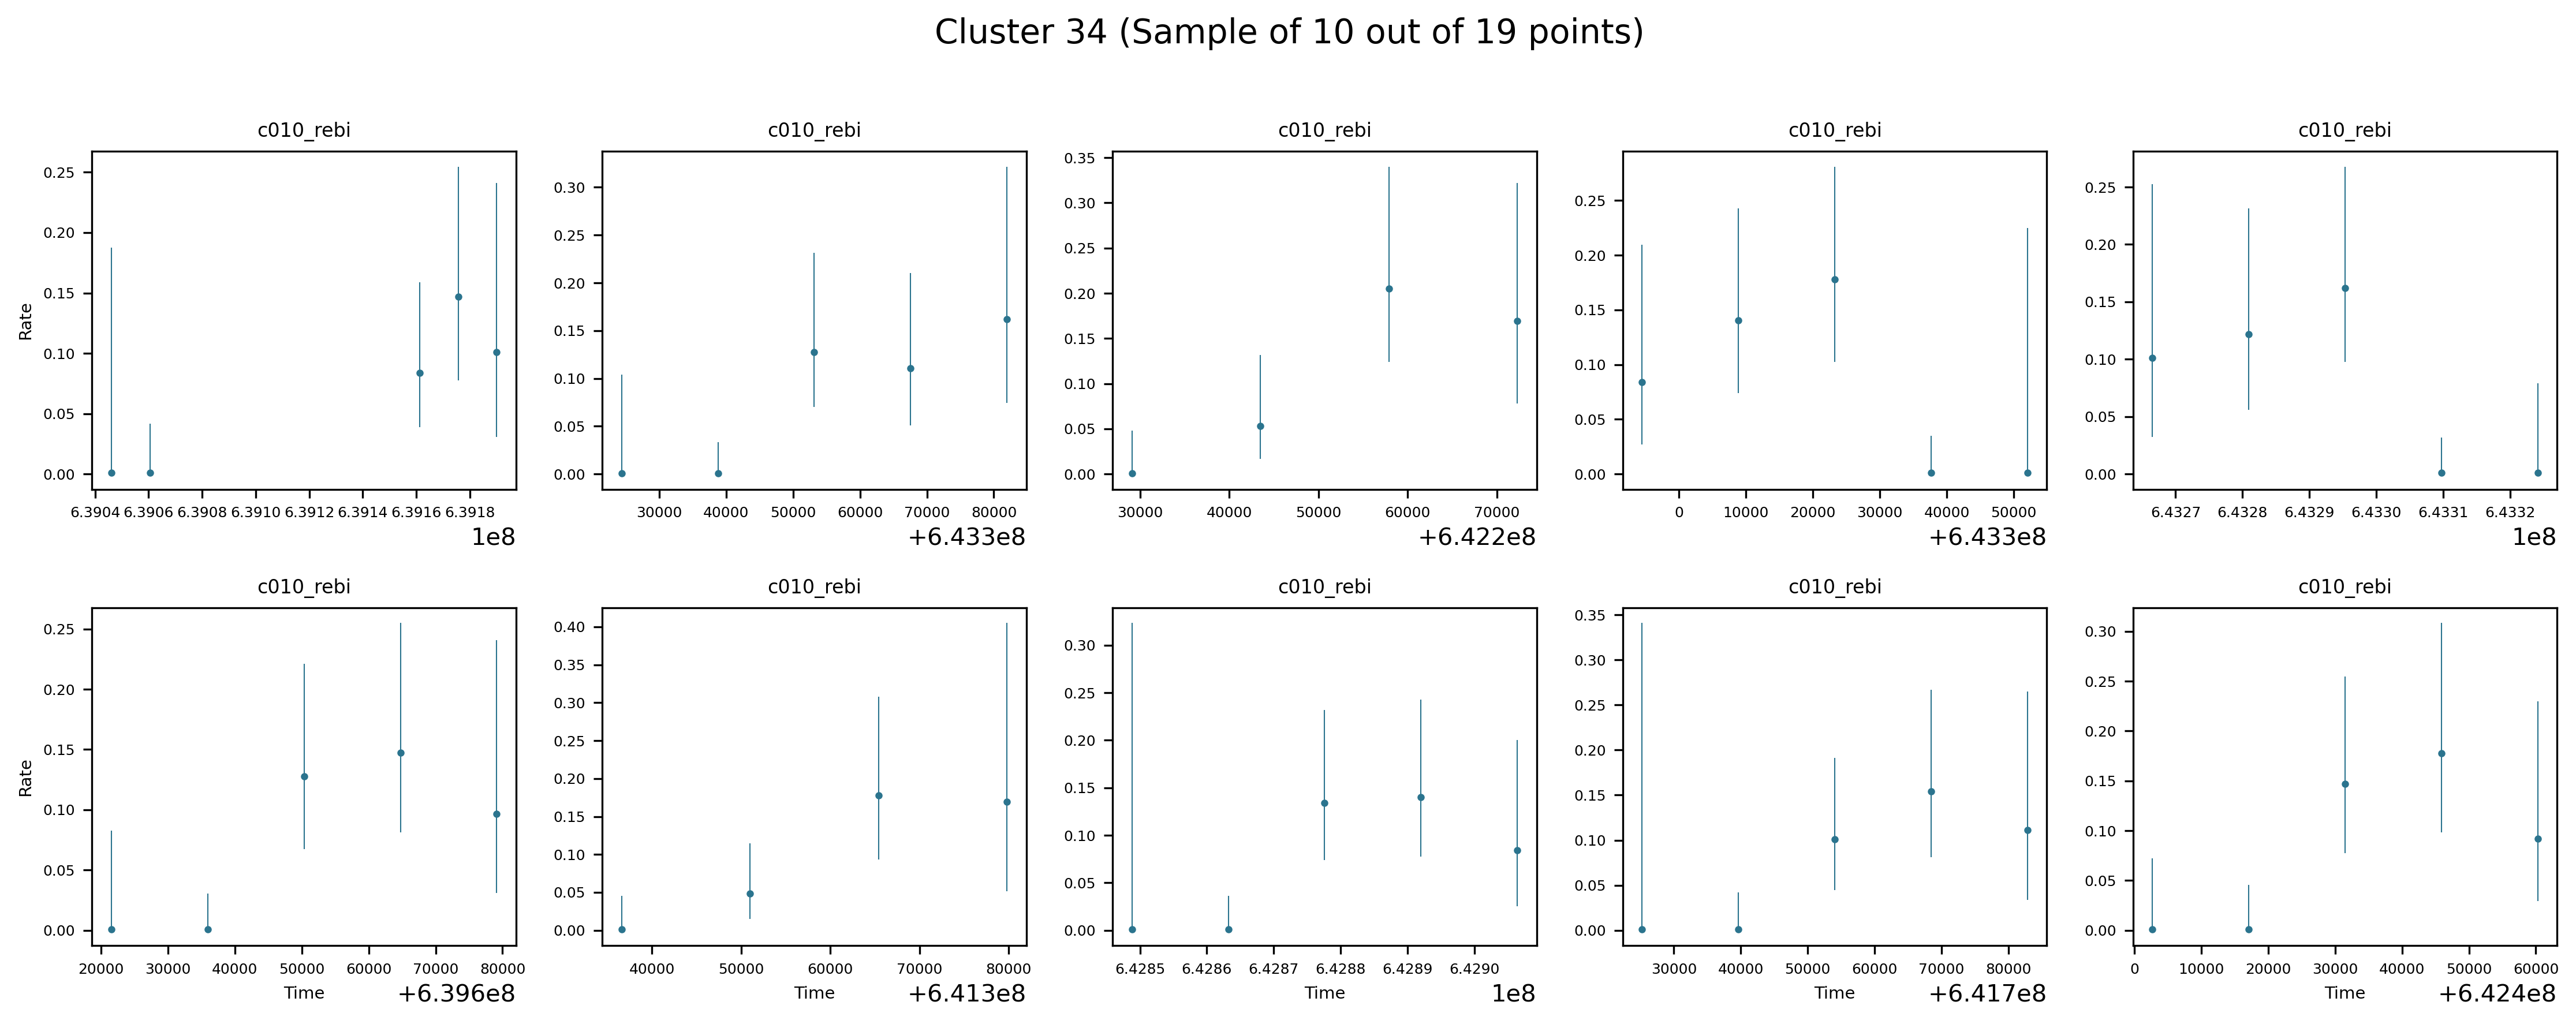 Cluster 34 (Sample of 10 out of 19 points)
c010_rebi c010_rebi c010_rebi c010_rebi c010_rebi
Rate
0.25 0.20 0.15 0.10 0.05 0.00
6.3904 6.3906 6.3908 6.3910 6.3912 6.3914 6.3916 6.3918
1e8
0.30 0.25 0.20 0.15 0.10 0.05 0.00
30000 40000 50000 60000 70000 80000
+6.433e8
0.35 0.30 0.25 0.20 0.15 0.10 0.05 0.00
30000 40000 50000 60000 70000
+6.422e8
0.25 0.20 0.15 0.10 0.05 0.00
0 10000 20000 30000 40000 50000
+6.433e8
0.25 0.20 0.15 0.10 0.05 0.00
6.4327 6.4328 6.4329 6.4330 6.4331 6.4332
1e8
c010_rebi c010_rebi c010_rebi c010_rebi c010_rebi
Rate
0.25 0.20 0.15 0.10 0.05 0.00
20000 30000 40000 50000 60000 70000 80000
Time +6.396e8
0.40 0.35 0.30 0.25 0.20 0.15 0.10 0.05 0.00
40000 50000 60000 70000 80000
Time +6.413e8
0.30 0.25 0.20 0.15 0.10 0.05 0.00
6.4285 6.4286 6.4287 6.4288 6.4289 6.4290
Time 1e8
0.35 0.30 0.25 0.20 0.15 0.10 0.05 0.00
30000 40000 50000 60000 70000 80000
Time +6.417e8
0.30 0.25 0.20 0.15 0.10 0.05 0.00
0 10000 20000 30000 40000 50000 60000
Time +6.424e8